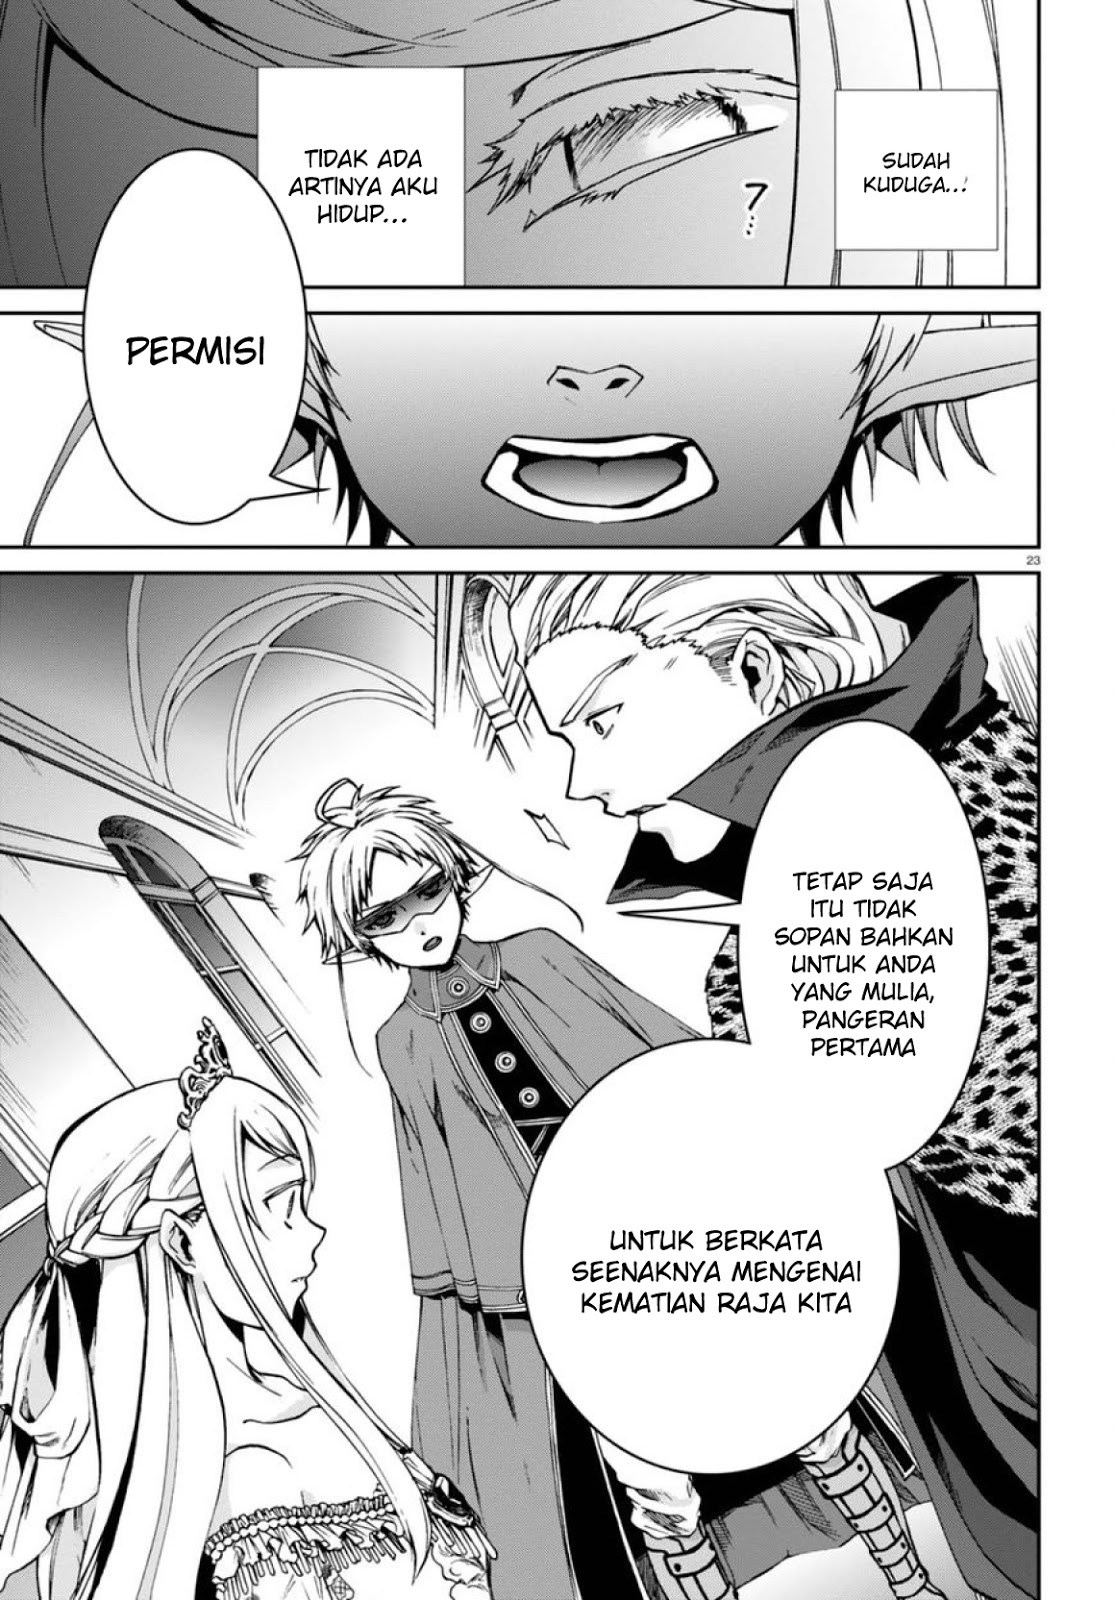 SUDAH
KUDUGA...
TIDAK ADA
ARTINYA AKU
HIDUP...
フ…
PERMISI
23
TETAP SAJA
ITU TIDAK
SOPAN BAHKAN
UNTUK ANDA
YANG MULIA,
PANGERAN
PERTAMA
UNTUK BERKATA
SEENAKNYA MENGENAI
KEMATIAN RAJA KITA